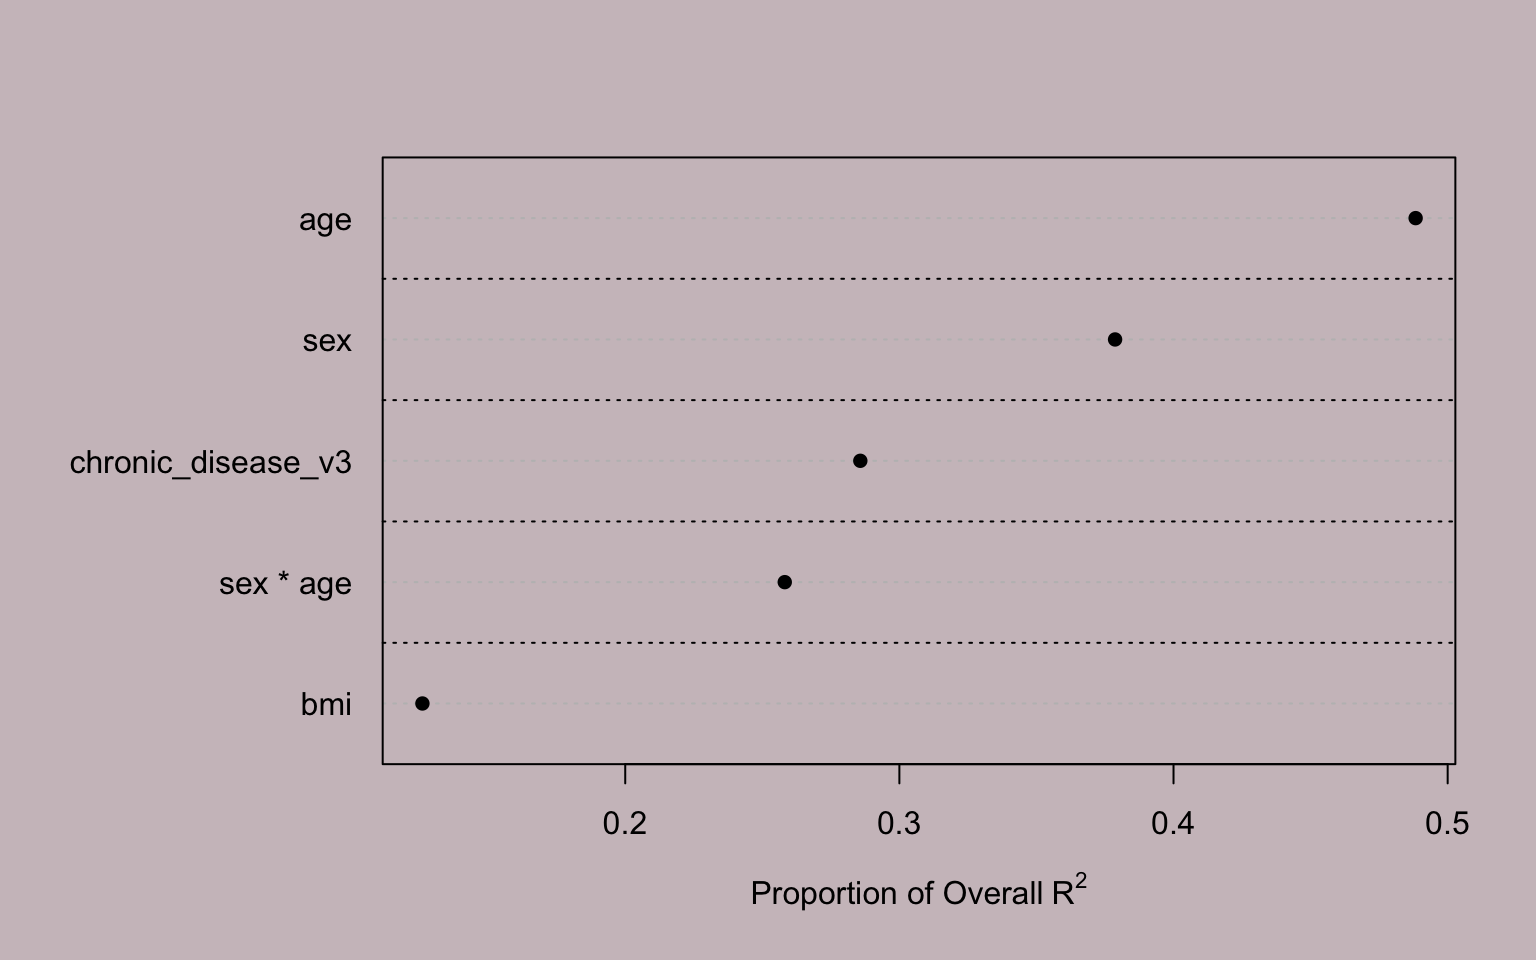 age
sex
chronic_disease_v3
sex * age
bmi
0.2 0.3 0.4 0.5
Proportion of Overall R²